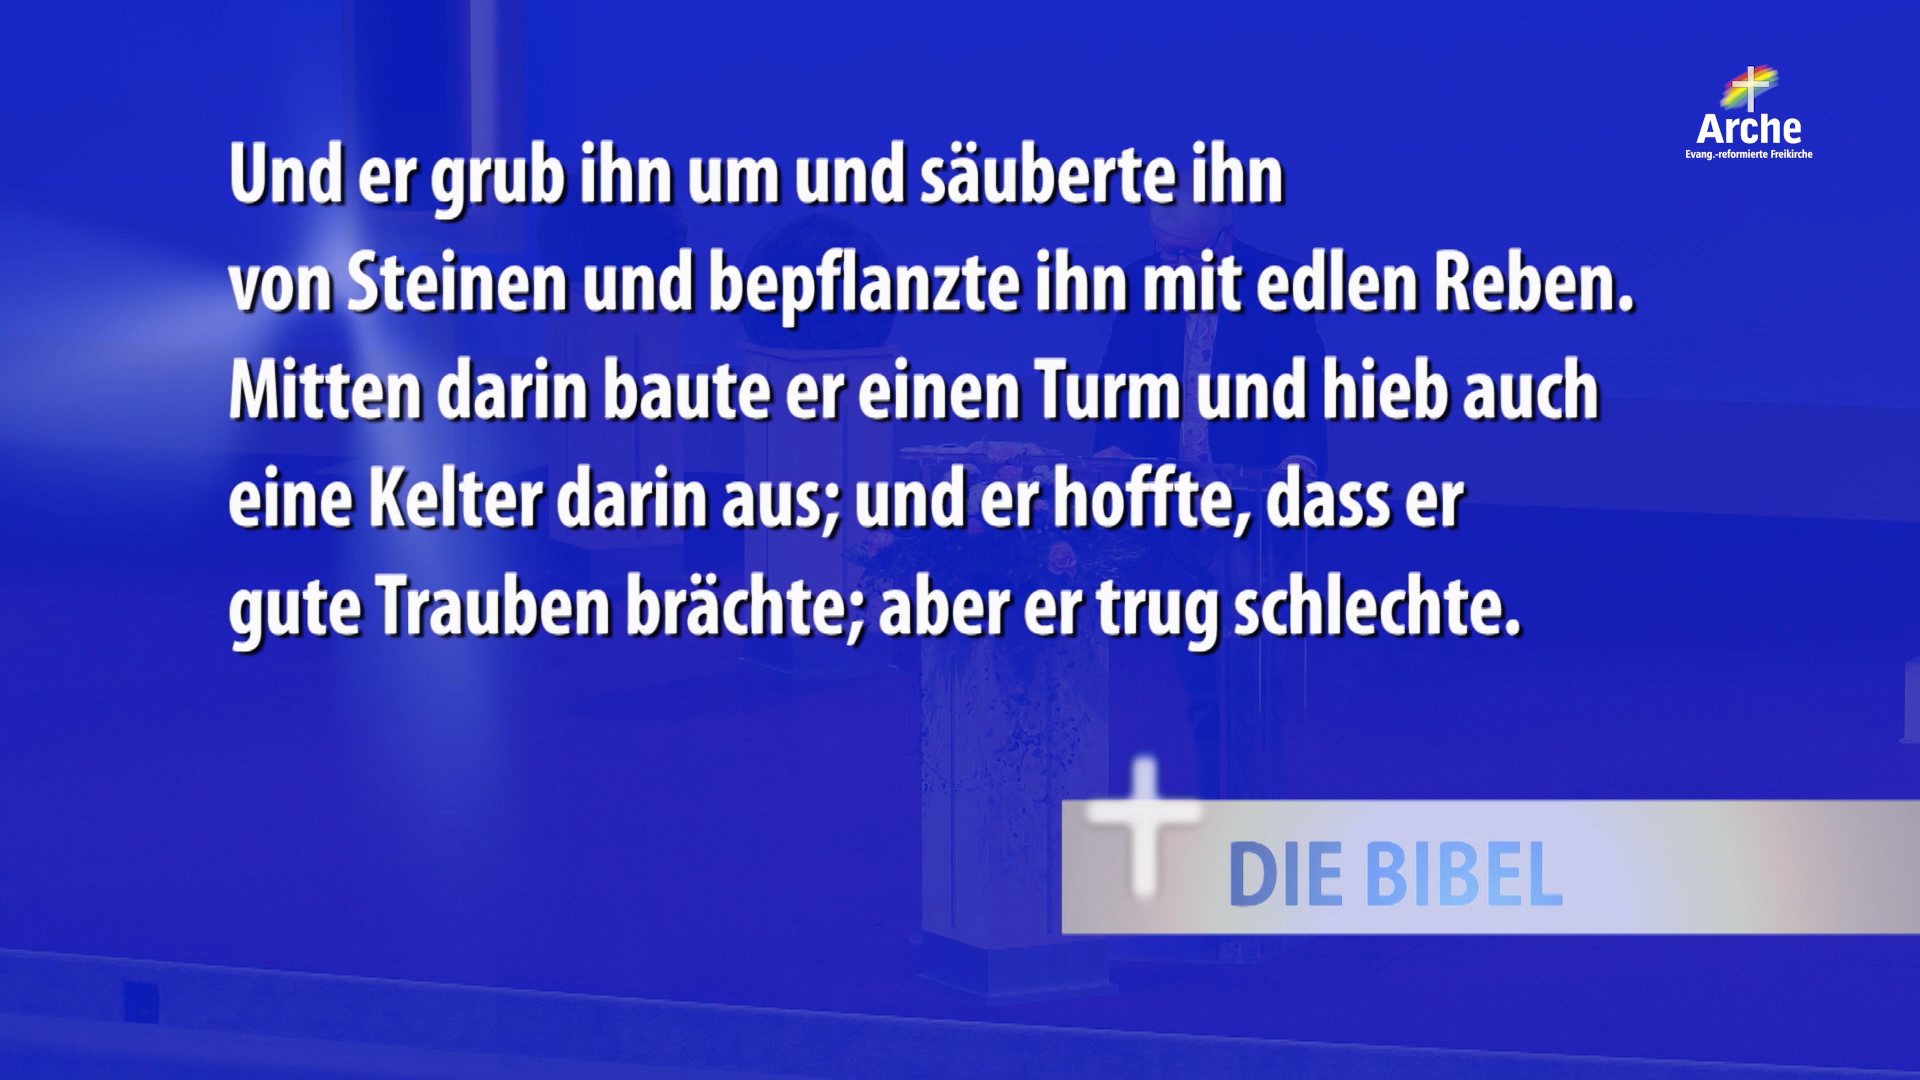 Arche
Evang.-reformierte Freikirche
Und er grub ihn um und säuberte ihn
von Steinen und bepflanzte ihn mit edlen Reben.
Mitten darin baute er einen Turm und hieb auch
eine Kelter darin aus; und er hoffte, dass er
gute Trauben brächte; aber er trug schlechte.
DIE BIBEL